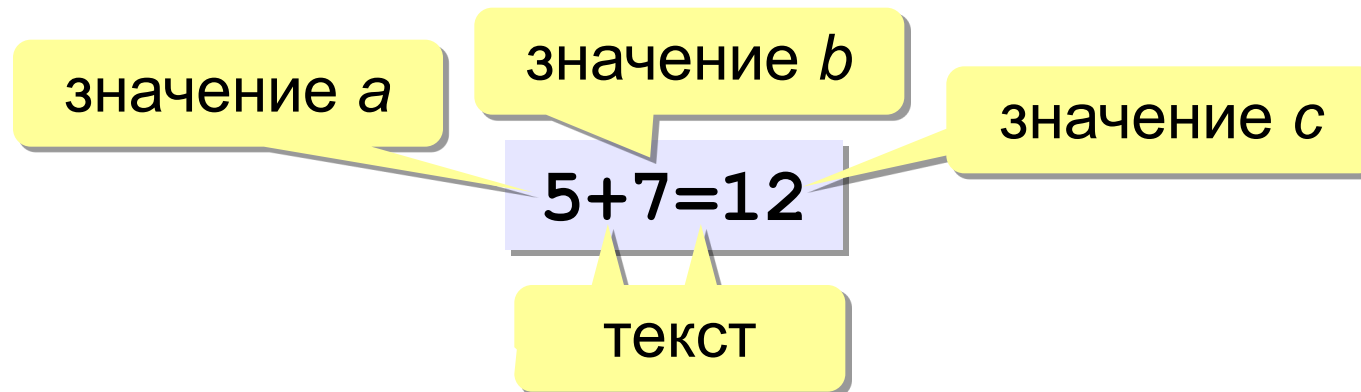 значение a
значение b
значение c
5+7=12
текст